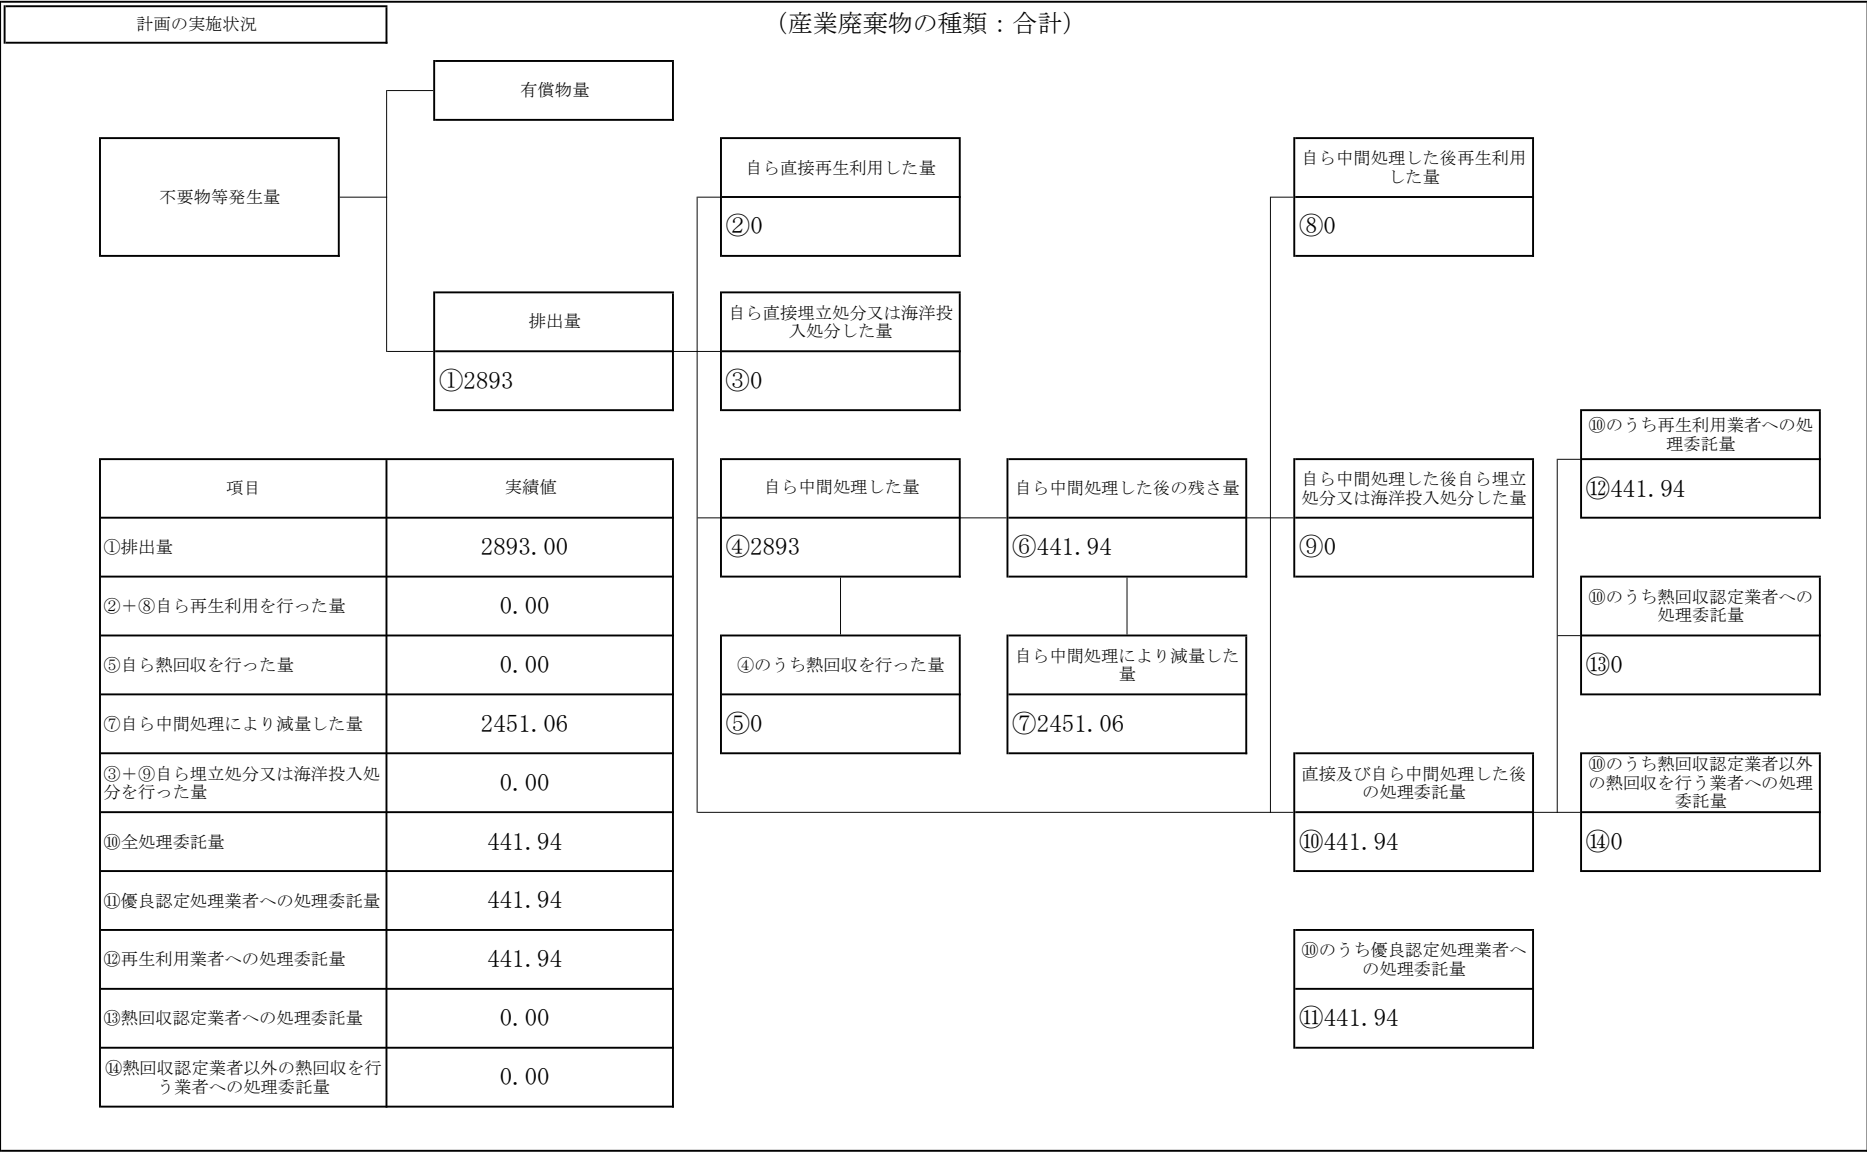 計画の実施状況
（産業廃棄物の種類：合計）
有償物量
不要物等発生量
自ら直接再生利用した量
②0
自ら中間処理した後再生利用
した量
⑧0
排出量
①2893
自ら直接埋立処分又は海洋投
入処分した量
③0
項目 実績値
①排出量 2893.00
②＋⑧自ら再生利用を行った量 0.00
⑤自ら熱回収を行った量 0.00
⑦自ら中間処理により減量した量 2451.06
③＋⑨自ら埋立処分又は海洋投入処
分を行った量 0.00
⑩全処理委託量 441.94
⑪優良認定処理業者への処理委託量 441.94
⑫再生利用業者への処理委託量 441.94
⑬熱回収認定業者への処理委託量 0.00
⑭熱回収認定業者以外の熱回収を行
う業者への処理委託量 0.00
自ら中間処理した量
④2893
④のうち熱回収を行った量
⑤0
自ら中間処理した後の残さ量
⑥441.94
自ら中間処理により減量した
量
⑦2451.06
自ら中間処理した後自ら埋立
処分又は海洋投入処分した量
⑨0
直接及び自ら中間処理した後
の処理委託量
⑩441.94
⑩のうち優良認定処理業者へ
の処理委託量
⑪441.94
⑩のうち再生利用業者への処
理委託量
⑫441.94
⑩のうち熱回収認定業者への
処理委託量
⑬0
⑩のうち熱回収認定業者以外
の熱回収を行う業者への処理
委託量
⑭0